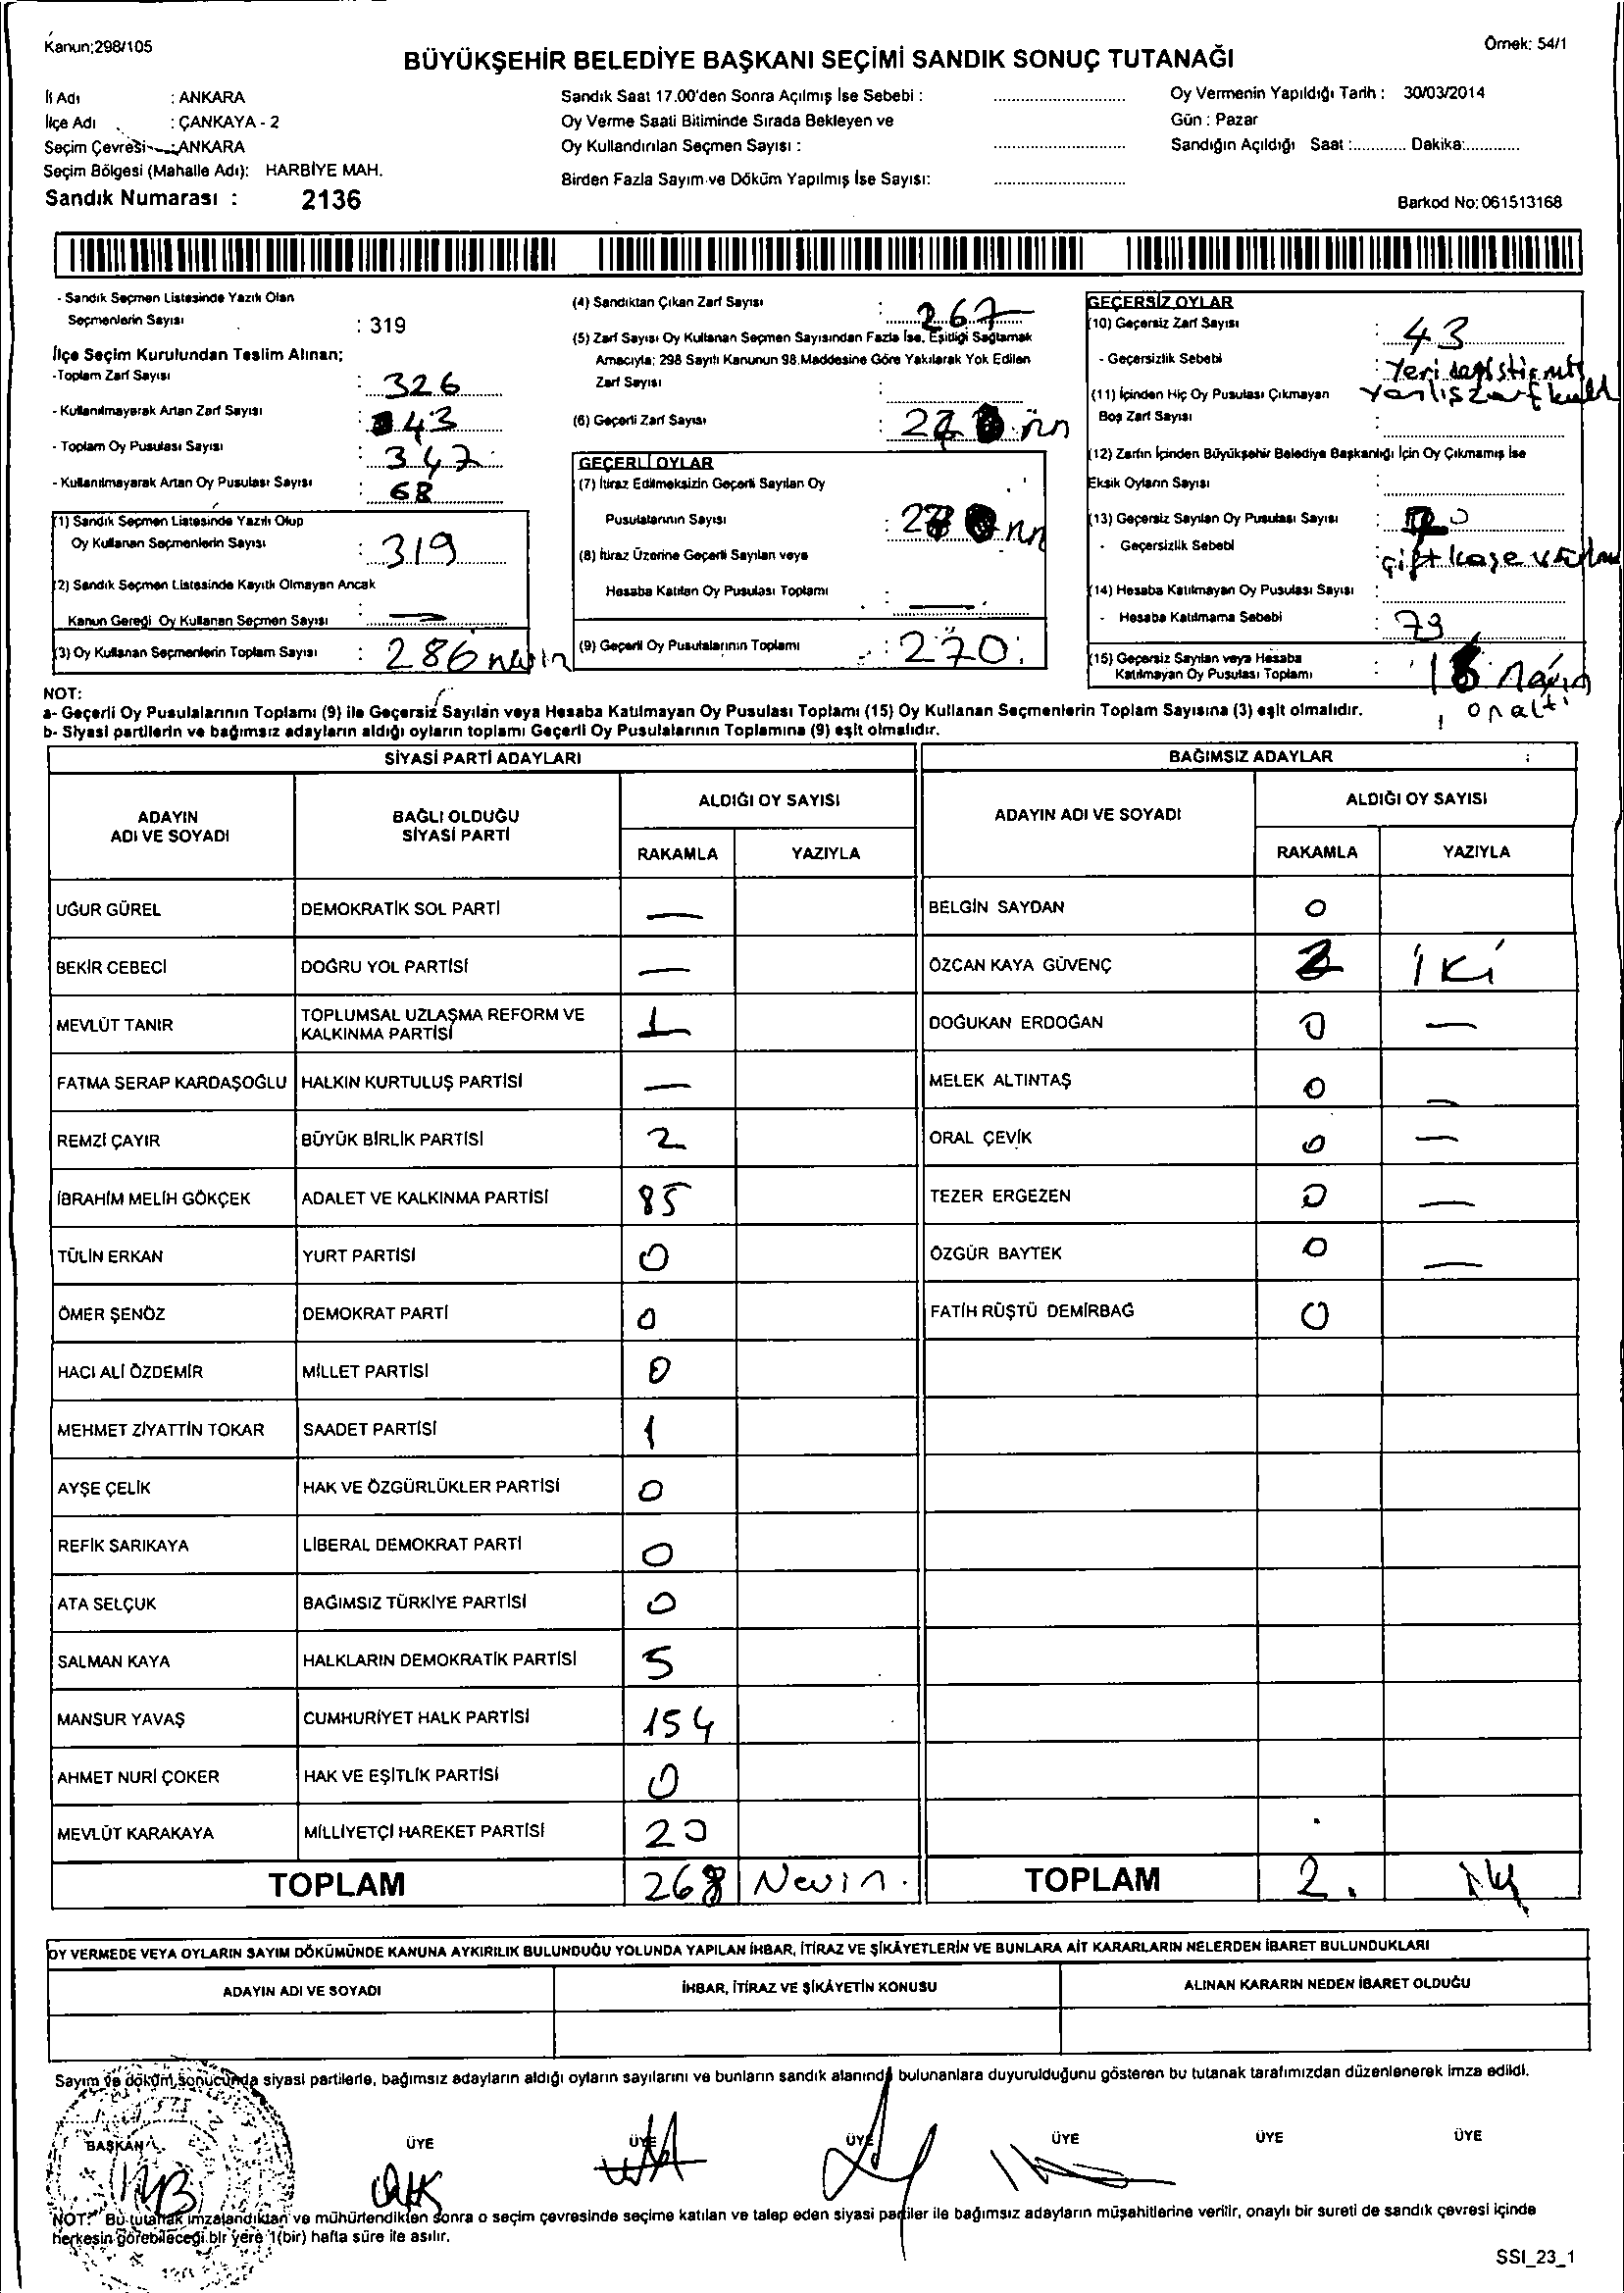 Kanun;298/105
Örnek: 54/1
BÜYÜKŞEHİR BELEDİYE BAŞKANI SEÇİMİ SANDIK SONUÇ TUTANAĞI
İl Adı : ANKARA
İlçe Adı : ÇANKAYA - 2
Seçim Çevresi : ANKARA
Seçim Bölgesi (Mahalle Adı): HARBİYE MAH.
Sandık Numarası : 2136
Sandık Saat 17.00'den Sonra Açılmış İse Sebebi :
Oy Verme Saati Bitiminde Sırada Bekleyen ve
Oy Kullandırılan Seçmen Sayısı :
Birden Fazla Sayım ve Döküm Yapılmış İse Sayısı:
Oy Vermenin Yapıldığı Tarih : 30/03/2014
Gün : Pazar
Sandığın Açıldığı Saat :............ Dakika:............
Barkod No: 061513168
- Sandık Seçmen Listesinde Yazılı Olan
Seçmenlerin Sayısı : 319
İlçe Seçim Kurulundan Teslim Alınan;
-Toplam Zarf Sayısı : 326
- Kullanılmayarak Artan Zarf Sayısı : 43
- Toplam Oy Pusulası Sayısı : 347
- Kullanılmayarak Artan Oy Pusulası Sayısı : 68
(1) Sandık Seçmen Listesinde Yazılı Olup
Oy Kullanan Seçmenlerin Sayısı : 319
(2) Sandık Seçmen Listesinde Kayıtlı Olmayan Ancak
Kanun Gereği Oy Kullanan Seçmen Sayısı : —
(3) Oy Kullanan Seçmenlerin Toplam Sayısı : 286 nevin
(4) Sandıktan Çıkan Zarf Sayısı : 267
(5) Zarf Sayısı Oy Kullanan Seçmen Sayısından Fazla İse, Eşitliği Sağlamak
Amacıyla; 298 Sayılı Kanunun 98.Maddesine Göre Yakılarak Yok Edilen
Zarf Sayısı :
(6) Geçerli Zarf Sayısı :
GEÇERLİ OYLAR
(7) İtiraz Edilmeksizin Geçerli Sayılan Oy
Pusulalarının Sayısı :
(8) İtiraz Üzerine Geçerli Sayılan veya
Hesaba Katılan Oy Pusulası Toplamı : —
(9) Geçerli Oy Pusulalarının Toplamı : 270
GEÇERSİZ OYLAR
(10) Geçersiz Zarf Sayısı : 43
- Geçersizlik Sebebi : Yeri
(11) İçinden Hiç Oy Pusulası Çıkmayan
Boş Zarf Sayısı :
(12) Zarfın İçinden Büyükşehir Belediye Başkanlığı İçin Oy Çıkmamış İse
Eksik Oyların Sayısı :
(13) Geçersiz Sayılan Oy Pusulası Sayısı :
- Geçersizlik Sebebi : çift kaşe
(14) Hesaba Katılmayan Oy Pusulası Sayısı :
- Hesaba Katılmama Sebebi : 73
(15) Geçersiz Sayılan veya Hesaba
Katılmayan Oy Pusulası Toplamı : 16
onaltı
NOT:
a- Geçerli Oy Pusulalarının Toplamı (9) ile Geçersiz Sayılan veya Hesaba Katılmayan Oy Pusulası Toplamı (15) Oy Kullanan Seçmenlerin Toplam Sayısına (3) eşit olmalıdır.
b- Siyasi partilerin ve bağımsız adayların aldığı oyların toplamı Geçerli Oy Pusulalarının Toplamına (9) eşit olmalıdır.
SİYASİ PARTİ ADAYLARI
BAĞIMSIZ ADAYLAR
ADAYIN ADI VE SOYADI
BAĞLI OLDUĞU SİYASİ PARTİ
ALDIĞI OY SAYISI
RAKAMLA YAZIYLA
ADAYIN ADI VE SOYADI
ALDIĞI OY SAYISI
RAKAMLA YAZIYLA
UĞUR GÜREL DEMOKRATİK SOL PARTİ — BELGİN SAYDAN 0
BEKİR CEBECİ DOĞRU YOL PARTİSİ — ÖZCAN KAYA GÜVENÇ 2 İKİ
MEVLÜT TANIR TOPLUMSAL UZLAŞMA REFORM VE KALKINMA PARTİSİ 1 DOĞUKAN ERDOĞAN 0 —
FATMA SERAP KARDAŞOĞLU HALKIN KURTULUŞ PARTİSİ — MELEK ALTINTAŞ 0 —
REMZİ ÇAYIR BÜYÜK BİRLİK PARTİSİ 2 ORAL ÇEVİK 0 —
İBRAHİM MELİH GÖKÇEK ADALET VE KALKINMA PARTİSİ 85 TEZER ERGEZEN 0 —
TÜLİN ERKAN YURT PARTİSİ 0 ÖZGÜR BAYTEK 0 —
ÖMER ŞENÖZ DEMOKRAT PARTİ 0 FATİH RÜŞTÜ DEMİRBAĞ 0
HACI ALİ ÖZDEMİR MİLLET PARTİSİ 0
MEHMET ZİYATTİN TOKAR SAADET PARTİSİ 1
AYŞE ÇELİK HAK VE ÖZGÜRLÜKLER PARTİSİ 0
REFİK SARIKAYA LİBERAL DEMOKRAT PARTİ 0
ATA SELÇUK BAĞIMSIZ TÜRKİYE PARTİSİ 0
SALMAN KAYA HALKLARIN DEMOKRATİK PARTİSİ 5
MANSUR YAVAŞ CUMHURİYET HALK PARTİSİ 154
AHMET NURİ ÇOKER HAK VE EŞİTLİK PARTİSİ 0
MEVLÜT KARAKAYA MİLLİYETÇİ HAREKET PARTİSİ 20
TOPLAM 268 Nevin. TOPLAM 2.
OY VERMEDE VEYA OYLARIN SAYIM DÖKÜMÜNDE KANUNA AYKIRILIK BULUNDUĞU YOLUNDA YAPILAN İHBAR, İTİRAZ VE ŞİKÂYETLERİN VE BUNLARA AİT KARARLARIN NELERDEN İBARET BULUNDUKLARI
ADAYIN ADI VE SOYADI İHBAR, İTİRAZ VE ŞİKÂYETİN KONUSU ALINAN KARARIN NEDEN İBARET OLDUĞU
Sayım ve döküm sonucunda siyasi partilerle, bağımsız adayların aldığı oyların sayılarını ve bunların sandık alanında bulunanlara duyurulduğunu gösteren bu tutanak tarafımızdan düzenlenerek imza edildi.
BAŞKAN ÜYE ÜYE ÜYE ÜYE ÜYE ÜYE
NOT: Bu tutanak imzalandıktan ve mühürlendikten sonra o seçim çevresinde seçime katılan ve talep eden siyasi partiler ile bağımsız adayların müşahitlerine verilir, onaylı bir sureti de sandık çevresi içinde
herkesin görebileceği bir yere 1(bir) hafta süre ile asılır.
SSI_23_1